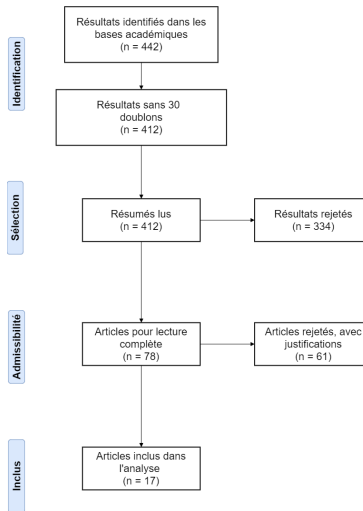 Identification
Résultats identifiés dans les
bases académiques
(n = 442)
Résultats sans 30
doublons
(n = 412)
Sélection
Résumés lus
(n = 412)
Résultats rejetés
(n = 334)
Admissibilité
Articles pour lecture
complète
(n = 78)
Articles rejetés, avec
justifications
(n = 61)
Inclus
Articles inclus dans
l'analyse
(n = 17)